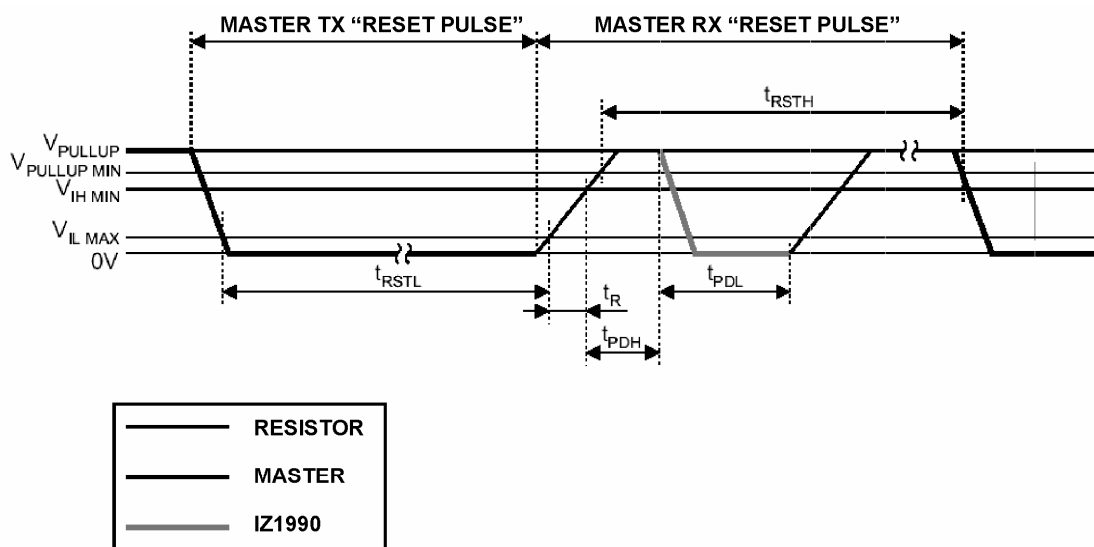 MASTER TX “RESET PULSE” MASTER RX “RESET PULSE”
tRSTH
VPULLUP
VPULLUP MIN
VIH MIN
VIL MAX
0V
tRSTL
tR
tPDL
tPDH
RESISTOR
MASTER
IZ1990